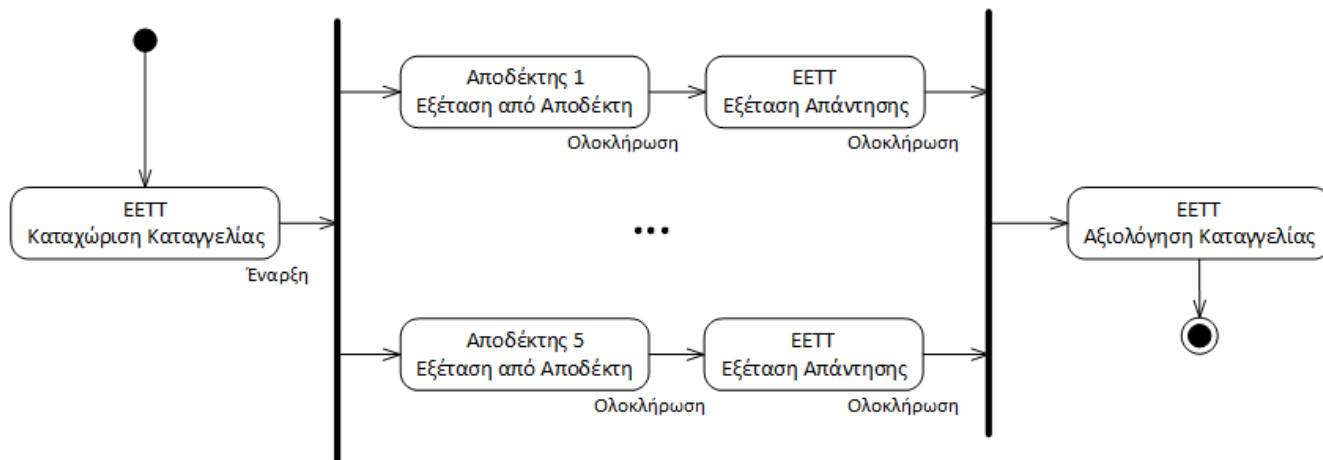 Αποδέκτης 1
Εξέταση από Αποδέκτη
Ολοκλήρωση
ΕΕΤΤ
Εξέταση Απάντησης
Ολοκλήρωση
ΕΕΤΤ
Καταχώριση Καταγγελίας
Έναρξη
...
ΕΕΤΤ
Αξιολόγηση Καταγγελίας
Αποδέκτης 5
Εξέταση από Αποδέκτη
Ολοκλήρωση
ΕΕΤΤ
Εξέταση Απάντησης
Ολοκλήρωση